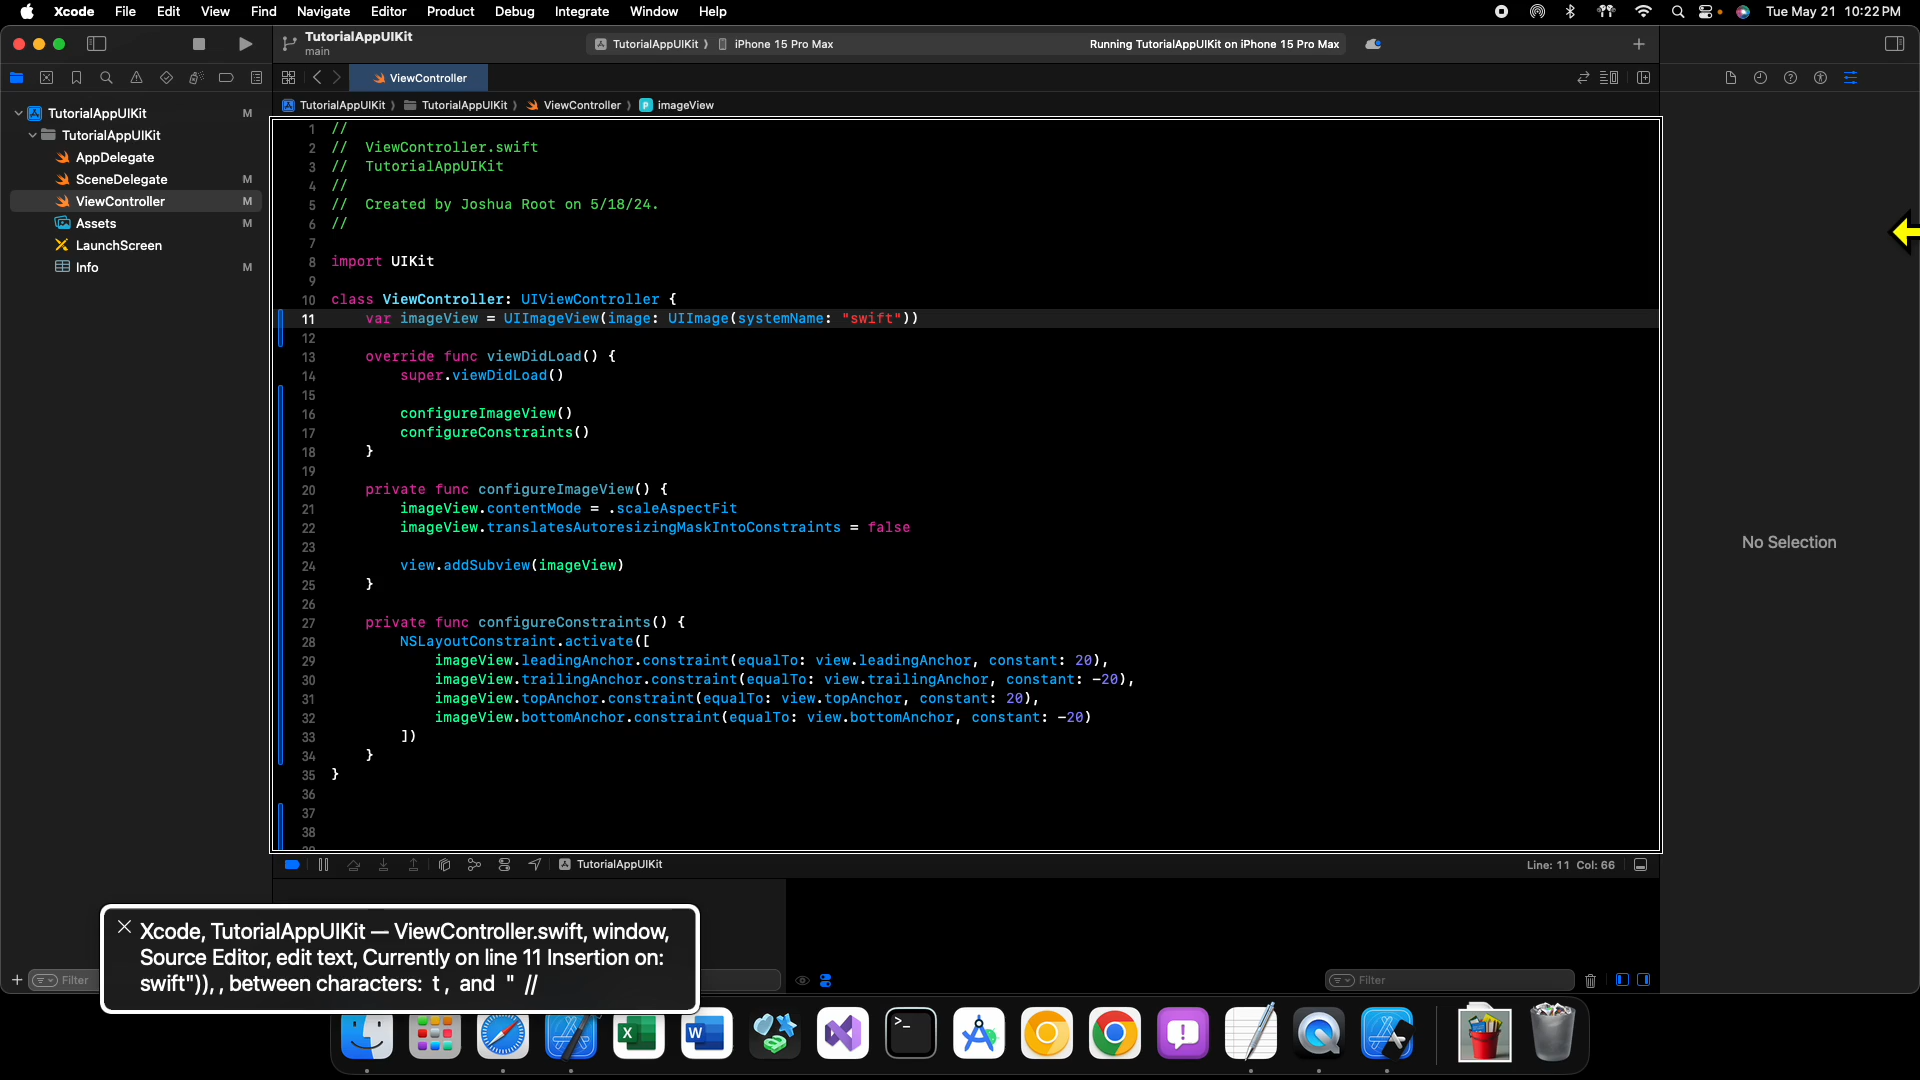 Xcode File Edit View Find Navigate Editor Product Debug Integrate Window Help Tue May 21 10:22 PM
TutorialAppUIKit
main
TutorialAppUIKit iPhone 15 Pro Max
Running TutorialAppUIKit on iPhone 15 Pro Max
ViewController
TutorialAppUIKit TutorialAppUIKit ViewController P imageView
TutorialAppUIKit M
TutorialAppUIKit
AppDelegate
SceneDelegate M
ViewController M
Assets M
LaunchScreen
Info M
1 //
2 //  ViewController.swift
3 //  TutorialAppUIKit
4 //
5 //  Created by Joshua Root on 5/18/24.
6 //
7
8 import UIKit
9
10 class ViewController: UIViewController {
11     var imageView = UIImageView(image: UIImage(systemName: "swift"))
12
13     override func viewDidLoad() {
14         super.viewDidLoad()
15
16         configureImageView()
17         configureConstraints()
18     }
19
20     private func configureImageView() {
21         imageView.contentMode = .scaleAspectFit
22         imageView.translatesAutoresizingMaskIntoConstraints = false
23
24         view.addSubview(imageView)
25     }
26
27     private func configureConstraints() {
28         NSLayoutConstraint.activate([
29             imageView.leadingAnchor.constraint(equalTo: view.leadingAnchor, constant: 20),
30             imageView.trailingAnchor.constraint(equalTo: view.trailingAnchor, constant: -20),
31             imageView.topAnchor.constraint(equalTo: view.topAnchor, constant: 20),
32             imageView.bottomAnchor.constraint(equalTo: view.bottomAnchor, constant: -20)
33         ])
34     }
35 }
36
37
38
No Selection
TutorialAppUIKit
Line: 11 Col: 66
Xcode, TutorialAppUIKit — ViewController.swift, window,
Source Editor, edit text, Currently on line 11 Insertion on:
swift")), , between characters: t , and " //
Filter
Filter